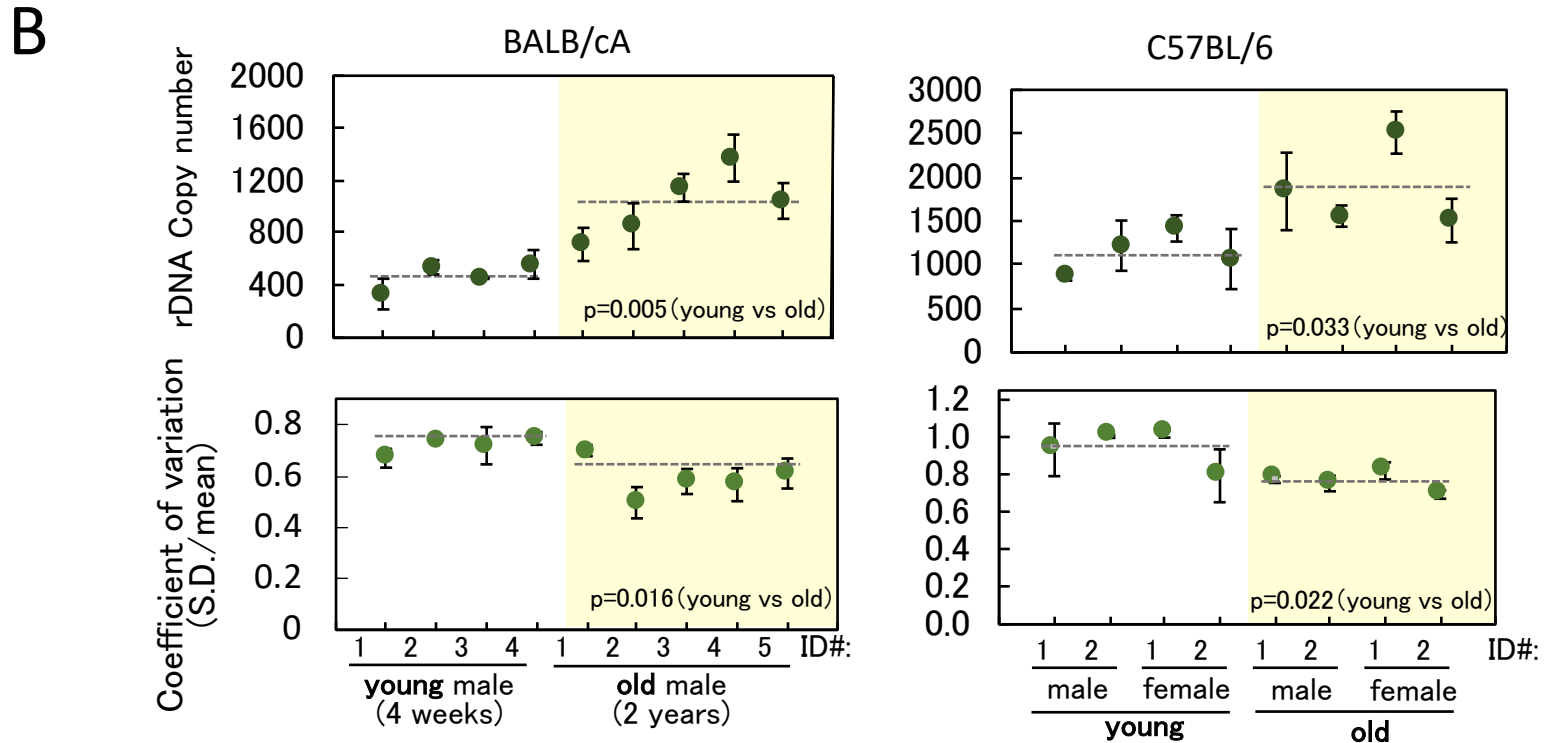 B
BALB/cA
C57BL/6
rDNA Copy number
2000
1600
1200
800
400
0
p=0.005(young vs old)
3000
2500
2000
1500
1000
500
0
p=0.033(young vs old)
Coefficient of variation
(S.D./mean)
0.8
0.6
0.4
0.2
0
p=0.016(young vs old)
1.2
1.0
0.8
0.6
0.4
0.2
0.0
p=0.022(young vs old)
1 2 3 4 1 2 3 4 5 ID#:
young male
(4 weeks)
old male
(2 years)
1 2 1 2 1 2 1 2 ID#:
male female male female
young old